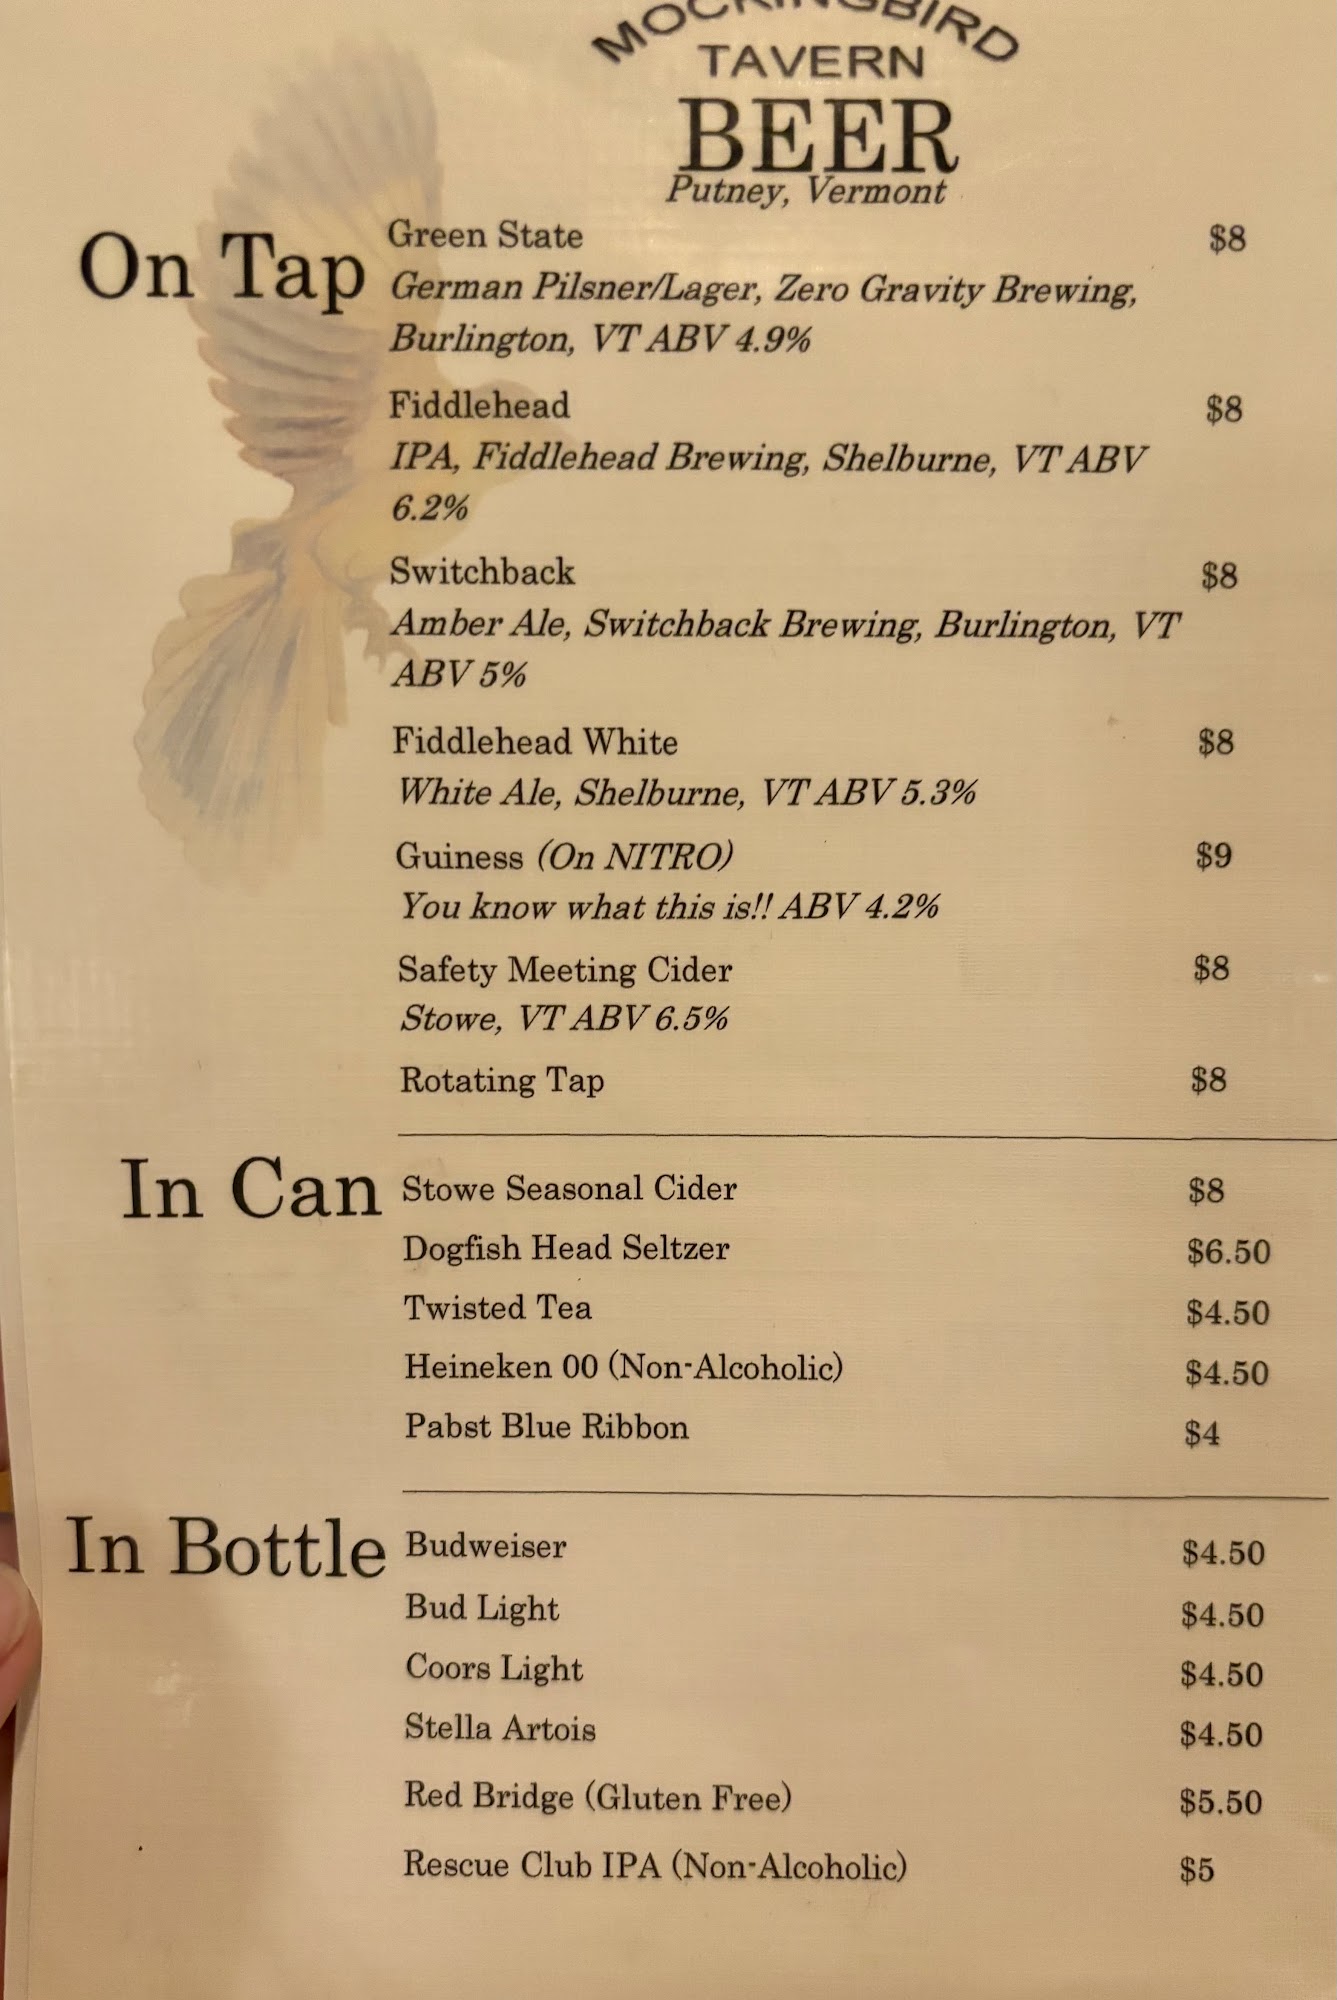 MOCKINGBIRD
TAVERN
BEER
Putney, Vermont
On Tap
Green State $8
German Pilsner/Lager, Zero Gravity Brewing,
Burlington, VT ABV 4.9%
Fiddlehead $8
IPA, Fiddlehead Brewing, Shelburne, VT ABV
6.2%
Switchback $8
Amber Ale, Switchback Brewing, Burlington, VT
ABV 5%
Fiddlehead White $8
White Ale, Shelburne, VT ABV 5.3%
Guiness (On NITRO) $9
You know what this is!! ABV 4.2%
Safety Meeting Cider $8
Stowe, VT ABV 6.5%
Rotating Tap $8
In Can
Stowe Seasonal Cider $8
Dogfish Head Seltzer $6.50
Twisted Tea $4.50
Heineken 00 (Non-Alcoholic) $4.50
Pabst Blue Ribbon $4
In Bottle
Budweiser $4.50
Bud Light $4.50
Coors Light $4.50
Stella Artois $4.50
Red Bridge (Gluten Free) $5.50
Rescue Club IPA (Non-Alcoholic) $5